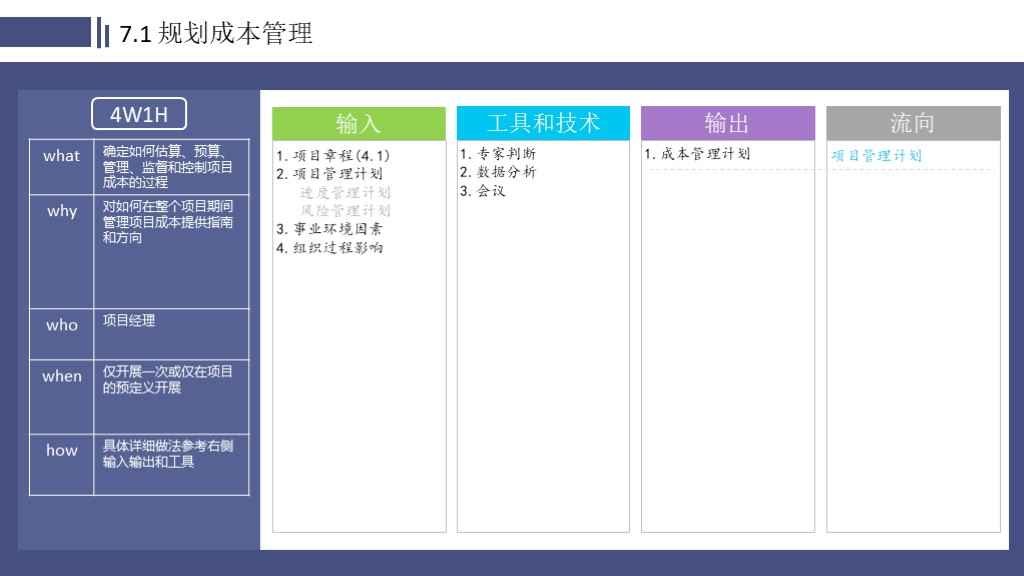 7.1 规划成本管理
4W1H
what
确定如何估算、预算、
管理、监督和控制项目
成本的过程
why
对如何在整个项目期间
管理项目成本提供指南
和方向
who
项目经理
when
仅开展一次或仅在项目
的预定义开展
how
具体详细做法参考右侧
输入输出和工具
输入
1. 项目章程(4.1)
2. 项目管理计划
进度管理计划
风险管理计划
3. 事业环境因素
4. 组织过程影响
工具和技术
1. 专家判断
2. 数据分析
3. 会议
输出
1. 成本管理计划
流向
项目管理计划